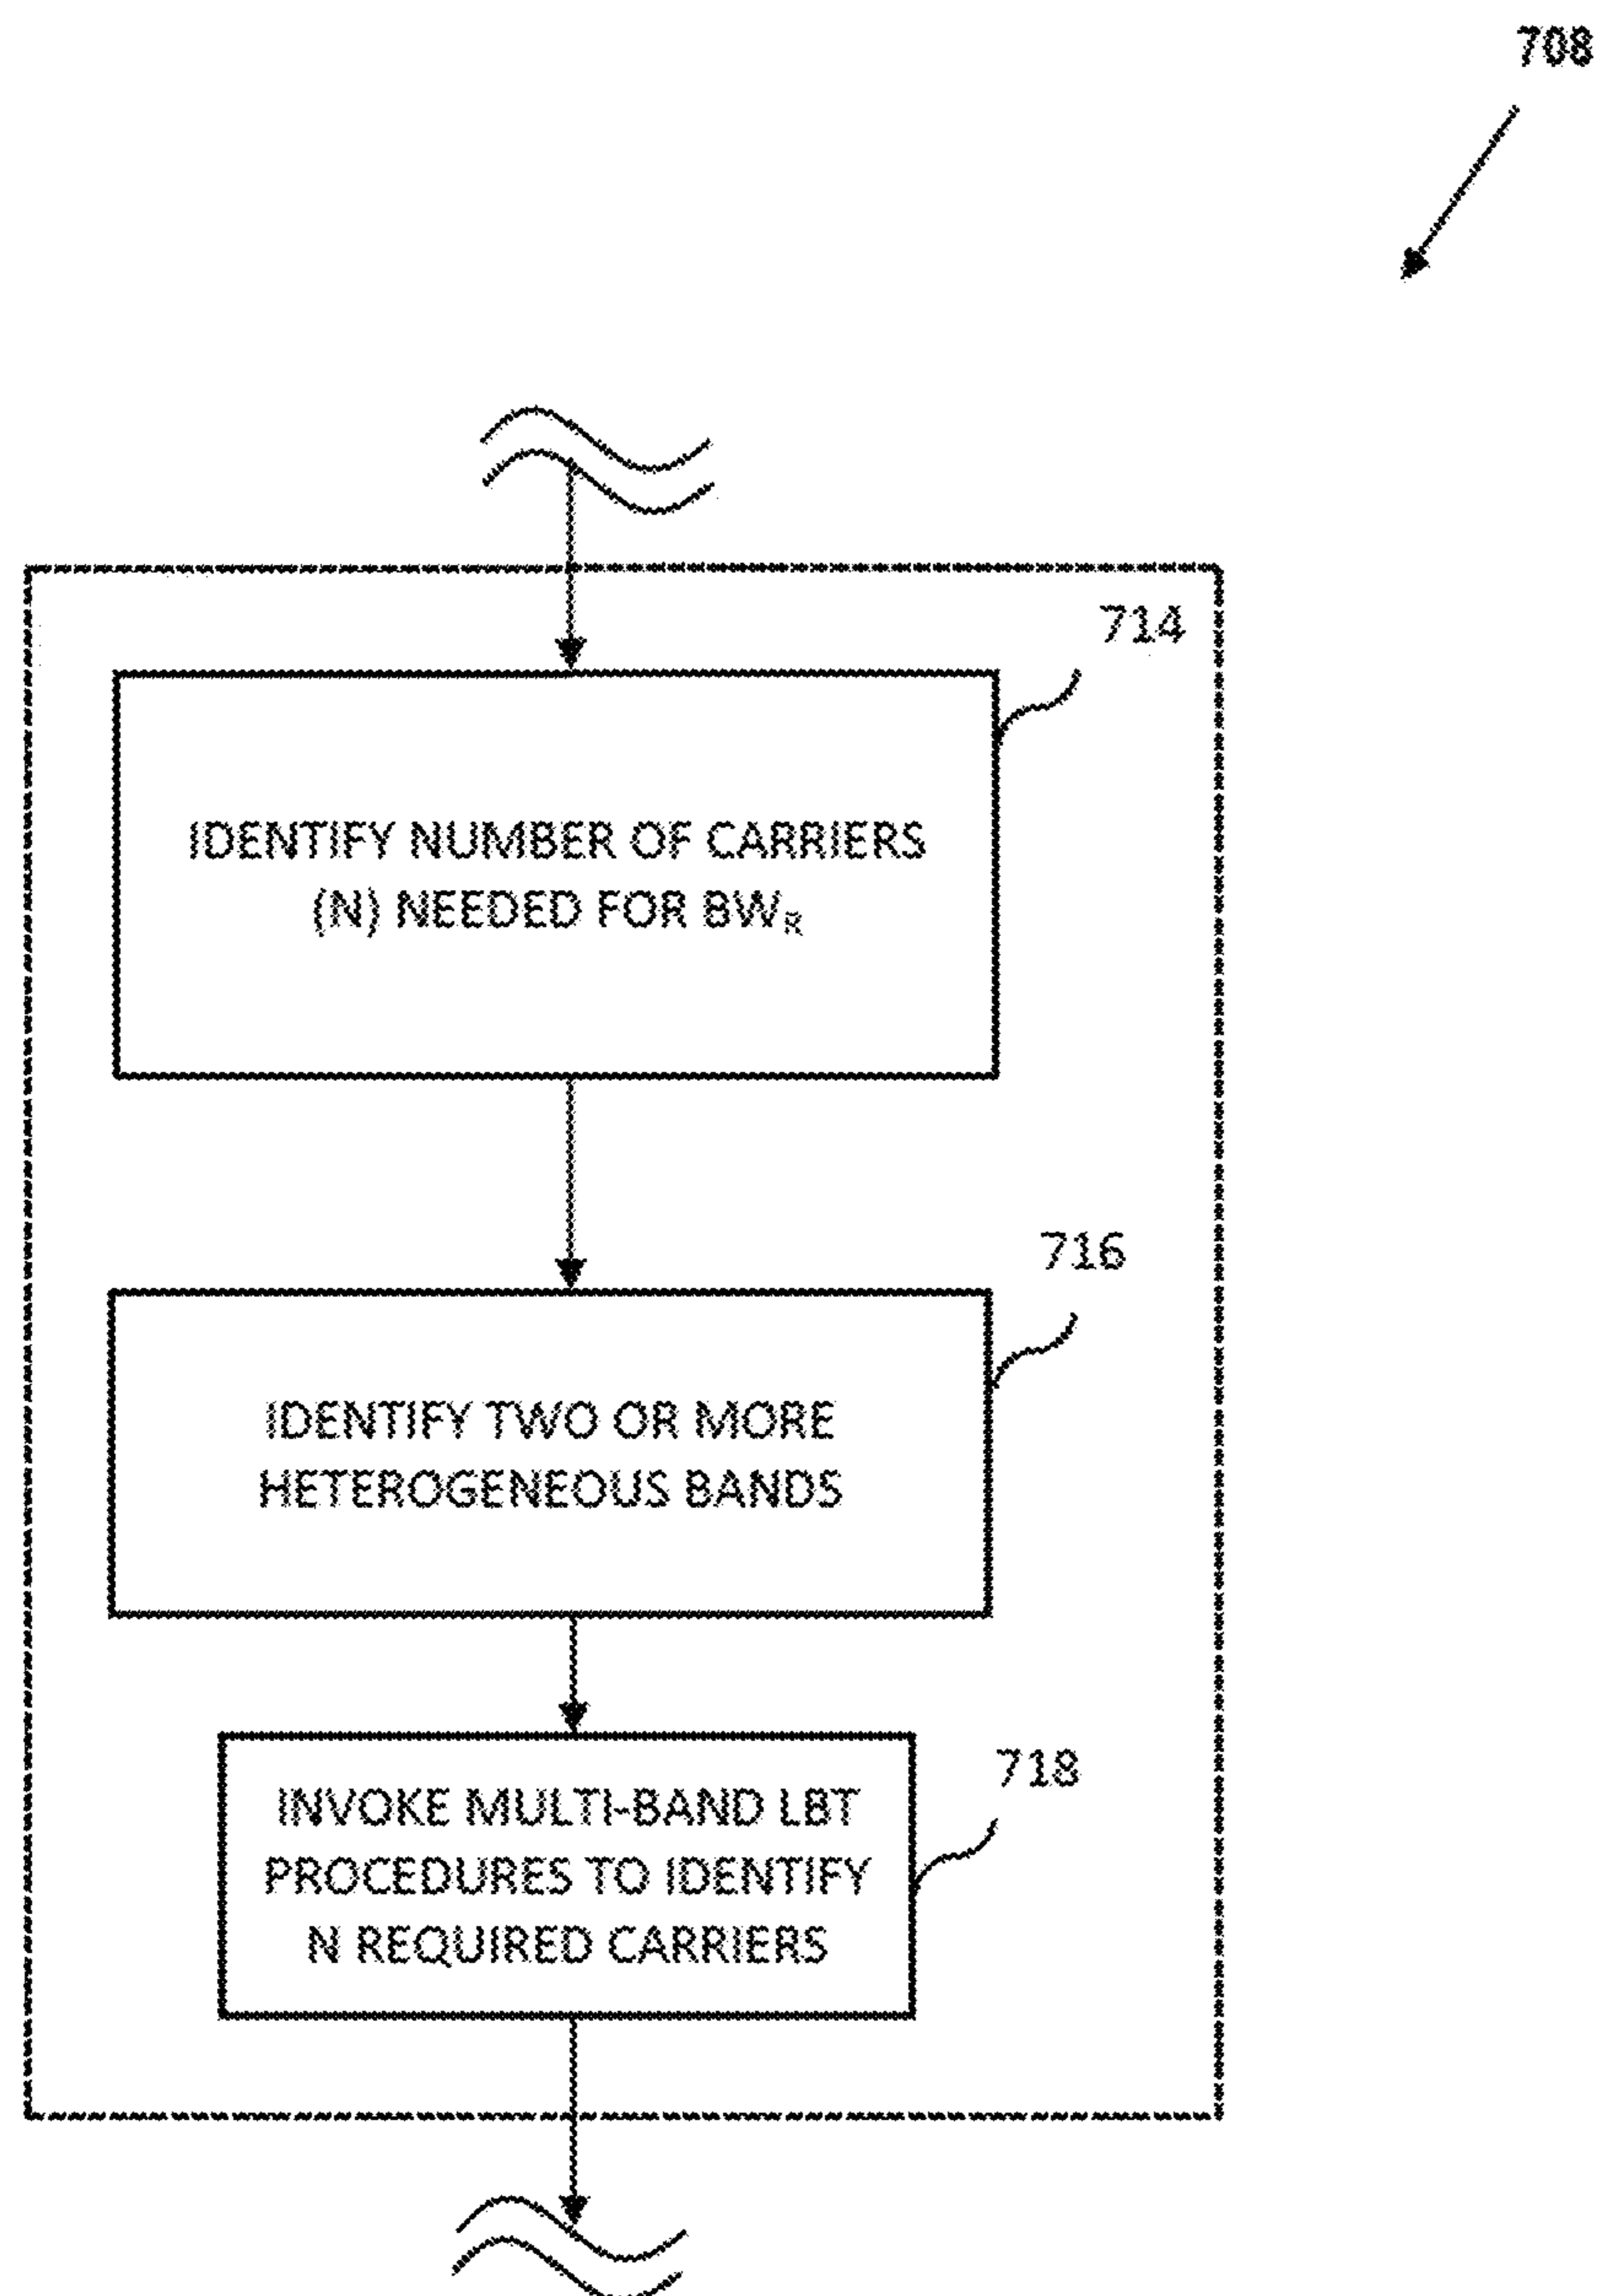 708
714
IDENTIFY NUMBER OF CARRIERS
(N) NEEDED FOR BWR
716
IDENTIFY TWO OR MORE
HETEROGENEOUS BANDS
718
INVOKE MULTI-BAND LBT
PROCEDURES TO IDENTIFY
N REQUIRED CARRIERS